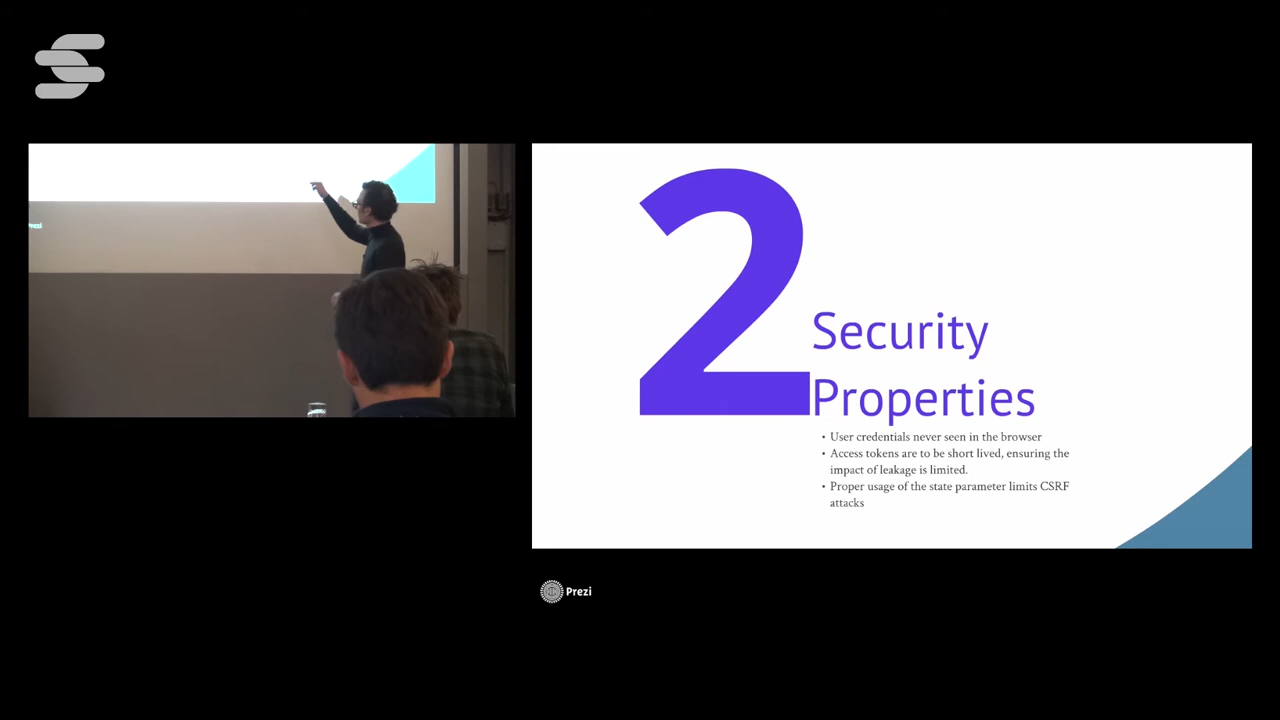 2
Security
Properties
• User credentials never seen in the browser
• Access tokens are to be short lived, ensuring the
impact of leakage is limited.
• Proper usage of the state parameter limits CSRF
attacks
Prezi
Prezi